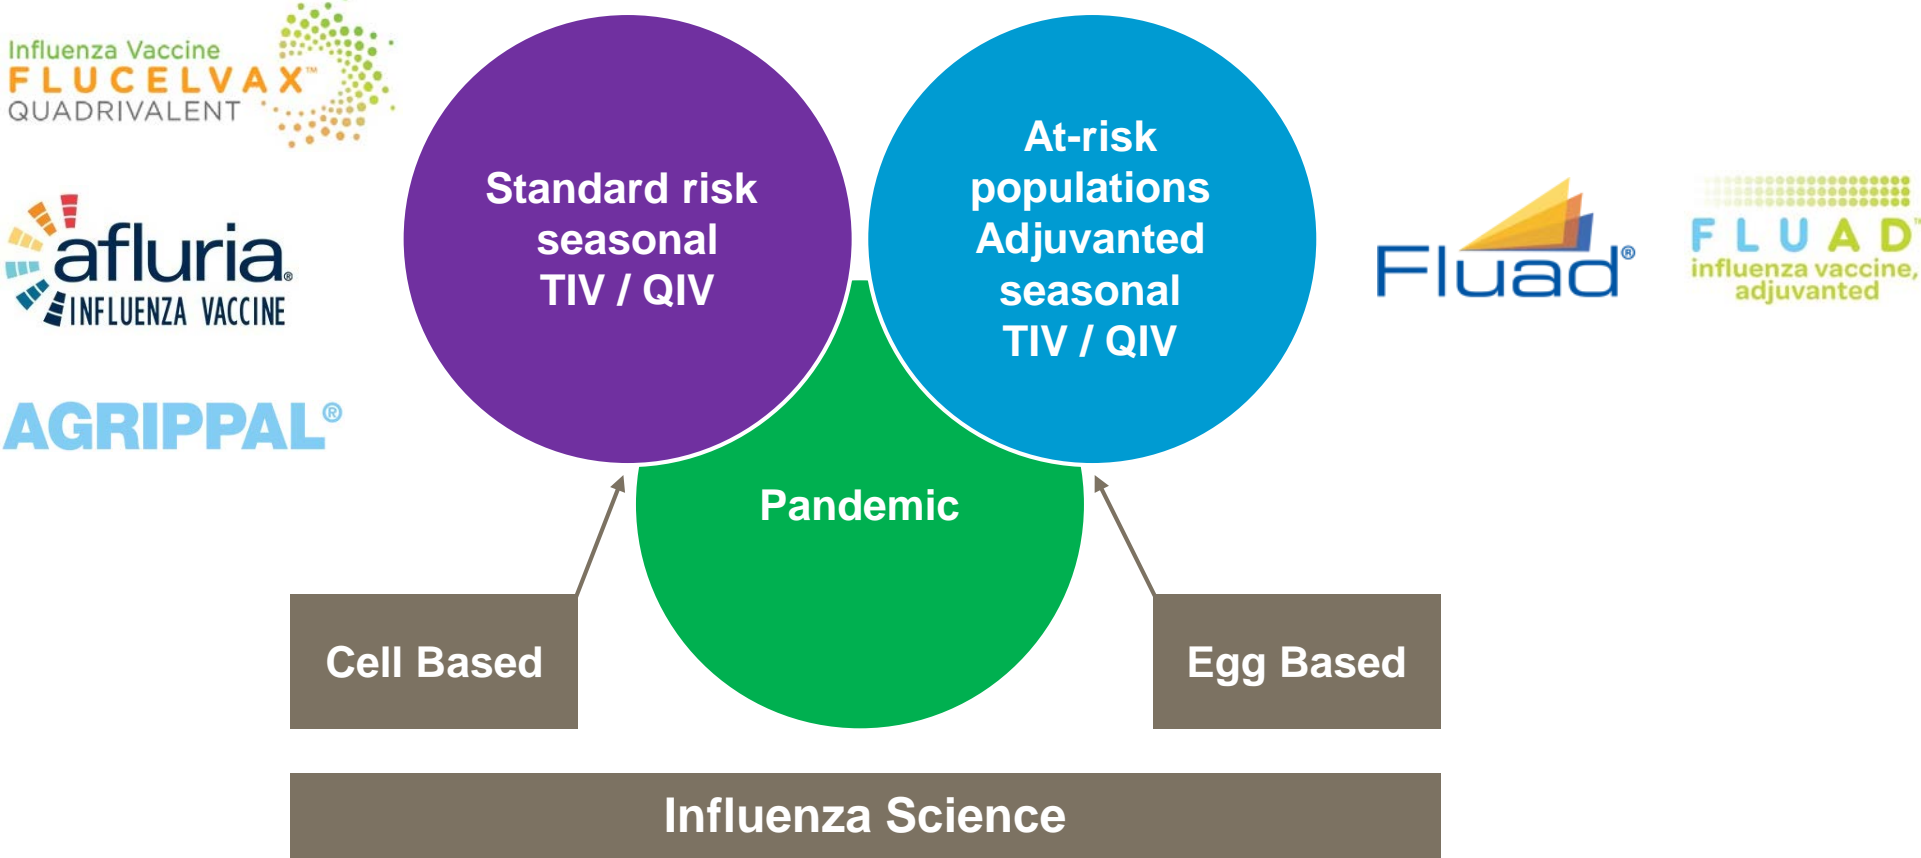 Influenza Vaccine
FLUCELVAX™
QUADRIVALENT
afluria®
INFLUENZA VACCINE
AGRIPPAL®
Standard risk
seasonal
TIV / QIV
At-risk
populations
Adjuvanted
seasonal
TIV / QIV
Fluad®
FLUAD™
influenza vaccine,
adjuvanted
Pandemic
Cell Based
Egg Based
Influenza Science